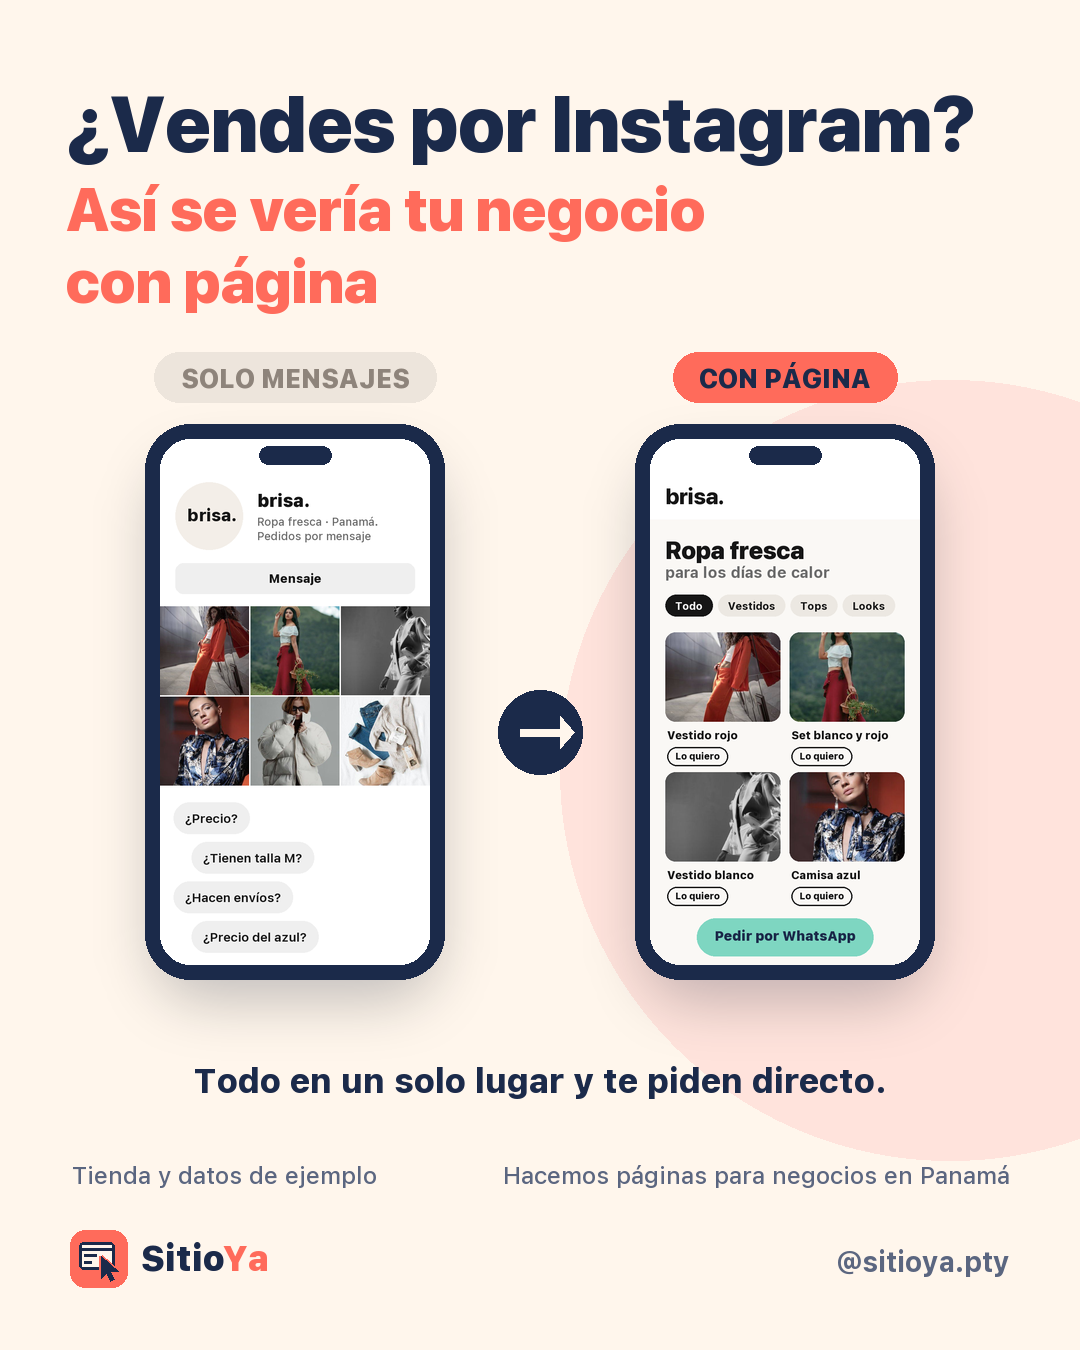 ¿Vendes por Instagram?
Así se vería tu negocio
con página
SOLO MENSAJES
brisa.
brisa.
Ropa fresca · Panamá.
Pedidos por mensaje
Mensaje
¿Precio?
¿Tienen talla M?
¿Hacen envíos?
¿Precio del azul?
CON PÁGINA
brisa.
Ropa fresca
para los días de calor
Todo Vestidos Tops Looks
Vestido rojo Set blanco y rojo
Lo quiero Lo quiero
Vestido blanco Camisa azul
Lo quiero Lo quiero
Pedir por WhatsApp
Todo en un solo lugar y te piden directo.
Tienda y datos de ejemplo
Hacemos páginas para negocios en Panamá
SitioYa
@sitioya.pty